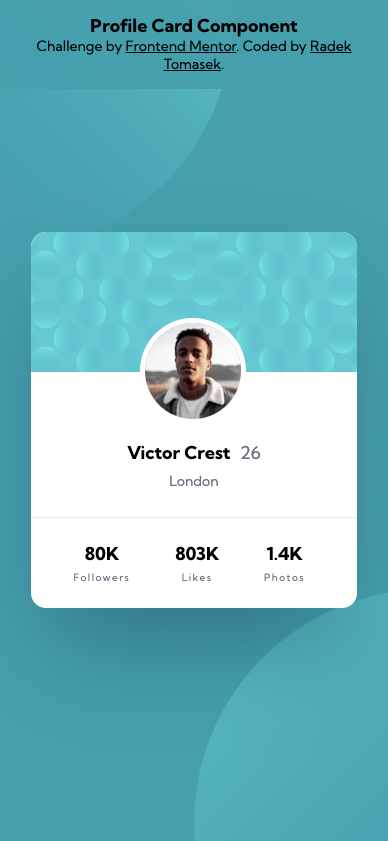 Profile Card Component
Challenge by Frontend Mentor. Coded by Radek
Tomasek.
Victor Crest 26
London
80K 803K 1.4K
Followers Likes Photos